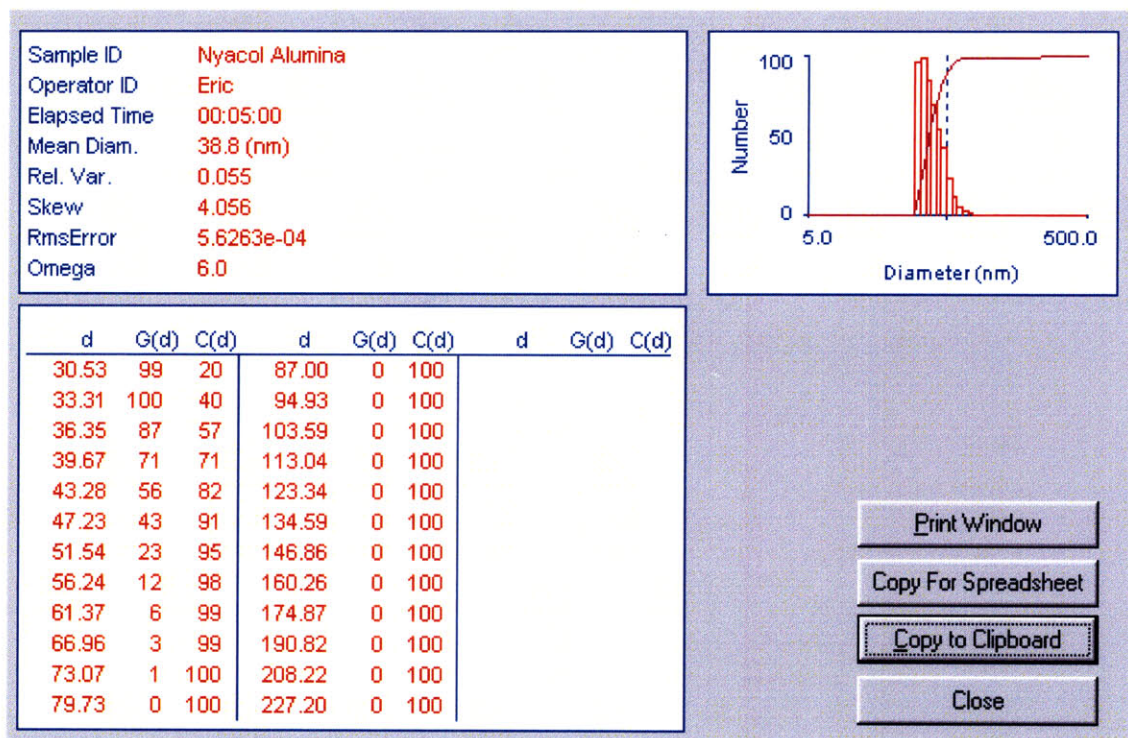 Sample ID Nyacol Alumina
Operator ID Eric
Elapsed Time 00:05:00
Mean Diam. 38.8 (nm)
Rel. Var. 0.055
Skew 4.056
RmsError 5.6263e-04
Omega 6.0
100
50
0
Number
5.0 500.0
Diameter (nm)
d G(d) C(d) d G(d) C(d) d G(d) C(d)
30.53 99 20 87.00 0 100
33.31 100 40 94.93 0 100
36.35 87 57 103.59 0 100
39.67 71 71 113.04 0 100
43.28 56 82 123.34 0 100
47.23 43 91 134.59 0 100
51.54 23 95 146.86 0 100
56.24 12 98 160.26 0 100
61.37 6 99 174.87 0 100
66.96 3 99 190.82 0 100
73.07 1 100 208.22 0 100
79.73 0 100 227.20 0 100
Print Window
Copy For Spreadsheet
Copy to Clipboard
Close